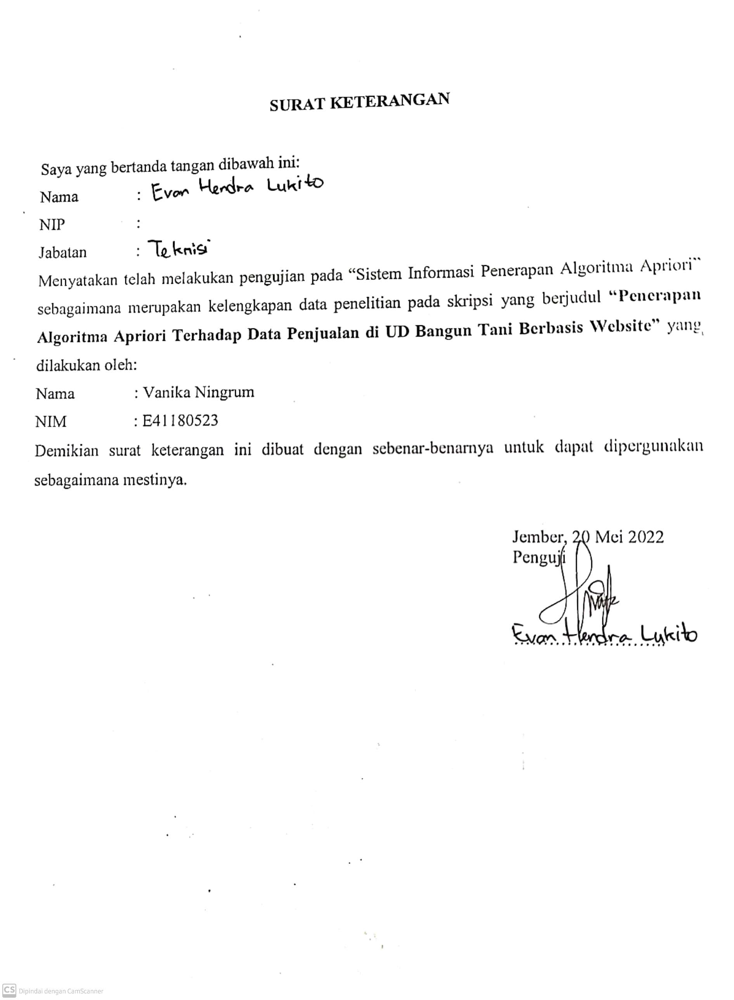 SURAT KETERANGAN
Saya yang bertanda tangan dibawah ini:
Nama : Evan Hendra Lukito
NIP :
Jabatan : Teknisi
Menyatakan telah melakukan pengujian pada “Sistem Informasi Penerapan Algoritma Apriori”
sebagaimana merupakan kelengkapan data penelitian pada skripsi yang berjudul “Penerapan
Algoritma Apriori Terhadap Data Penjualan di UD Bangun Tani Berbasis Website” yang
dilakukan oleh:
Nama : Vanika Ningrum
NIM : E41180523
Demikian surat keterangan ini dibuat dengan sebenar-benarnya untuk dapat dipergunakan
sebagaimana mestinya.
Jember, 20 Mei 2022
Penguji
Evan Hendra Lukito
CS Dipindai dengan CamScanner